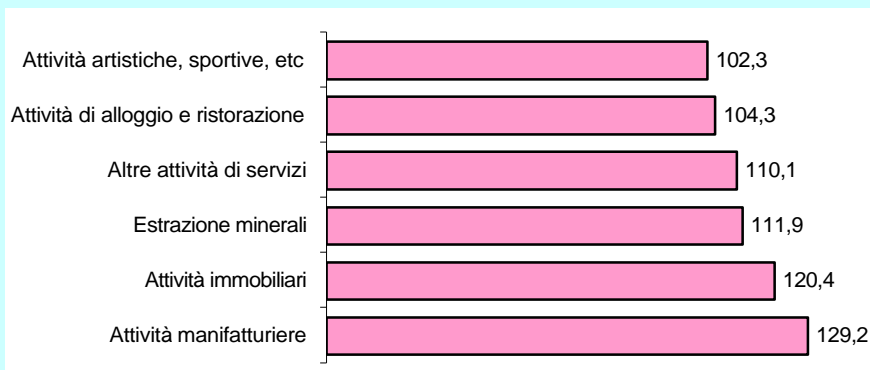 Attività artistiche, sportive, etc 102,3
Attività di alloggio e ristorazione 104,3
Altre attività di servizi 110,1
Estrazione minerali 111,9
Attività immobiliari 120,4
Attività manifatturiere 129,2